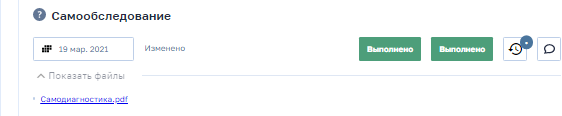 ? Самообследование
19 мар. 2021 Изменено Выполнено Выполнено
Показать файлы
Самодиагностика.pdf